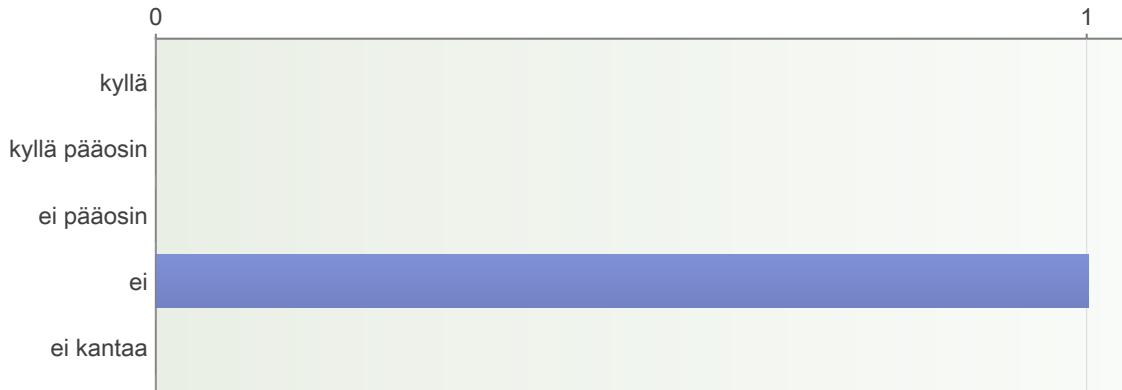 0 1
kyllä
kyllä pääosin
ei pääosin
ei
ei kantaa